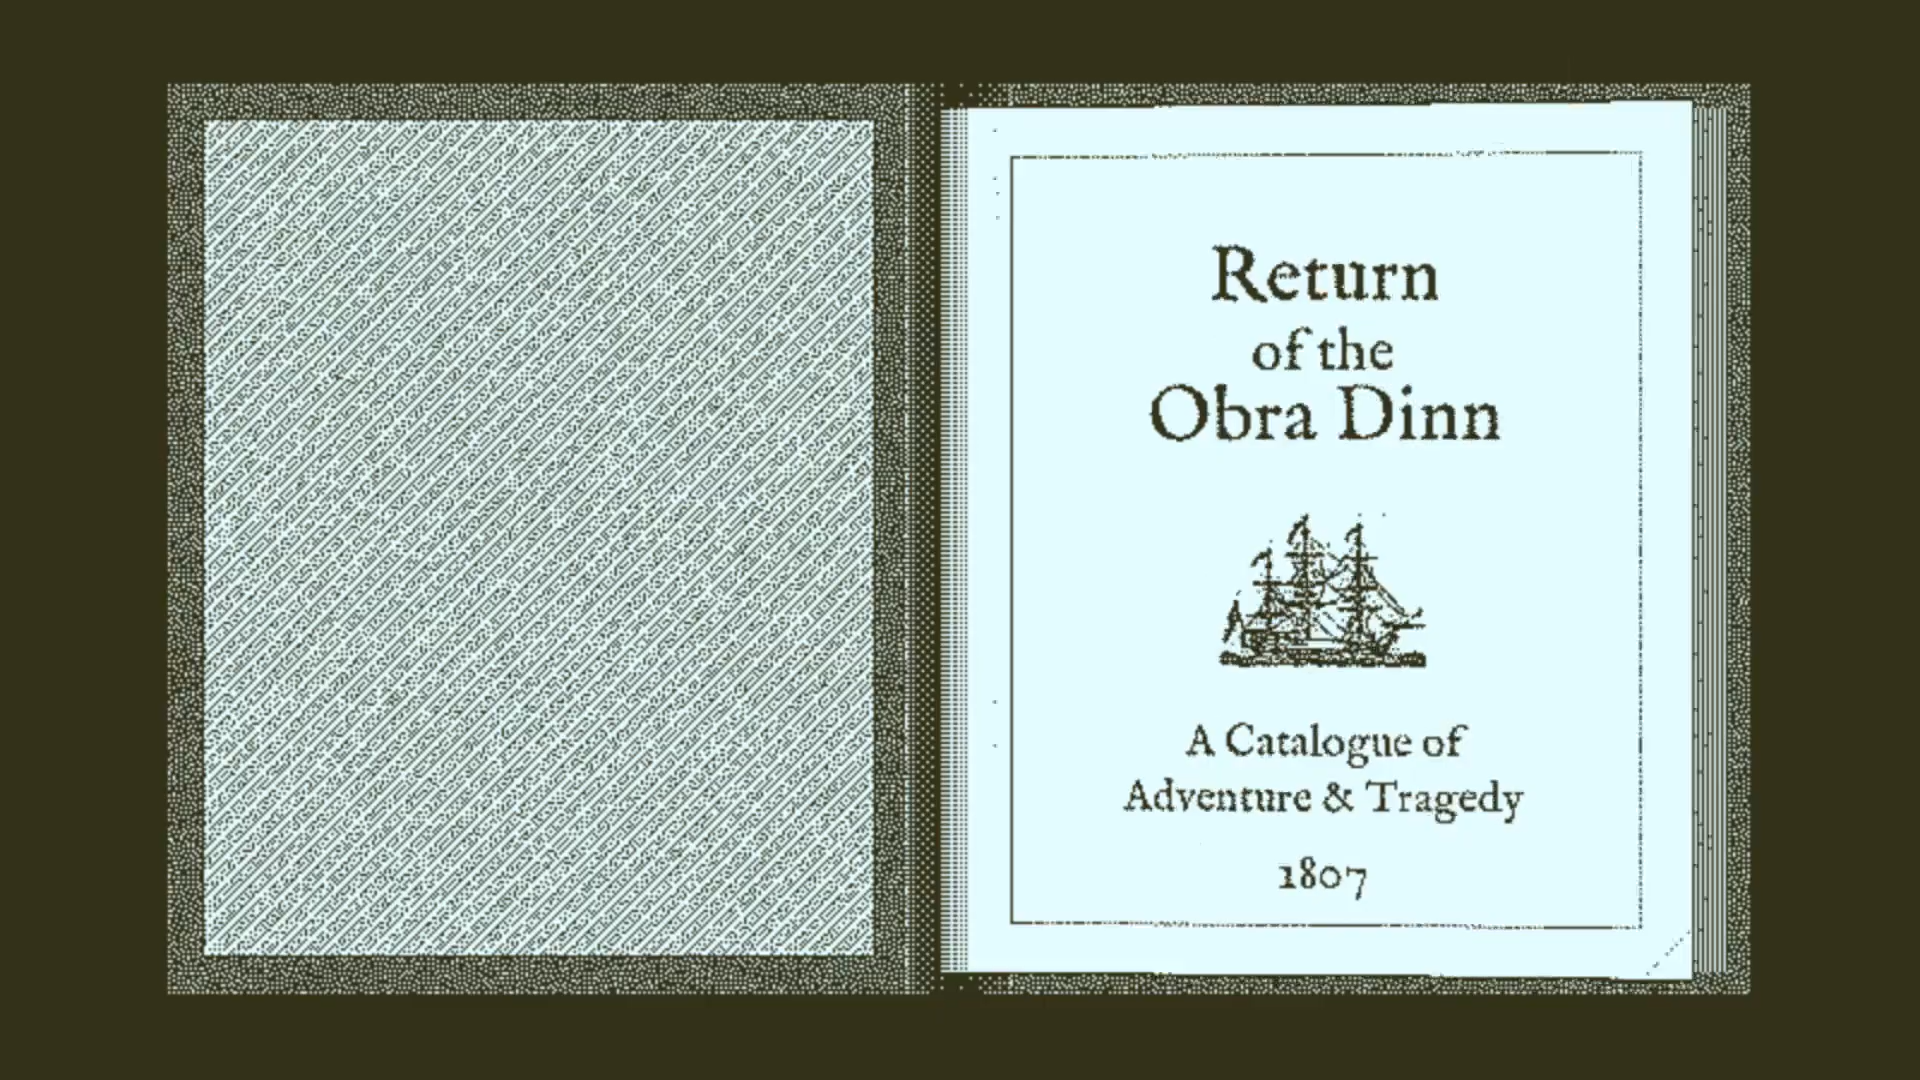 Return
of the
Obra Dinn
A Catalogue of
Adventure & Tragedy
1807